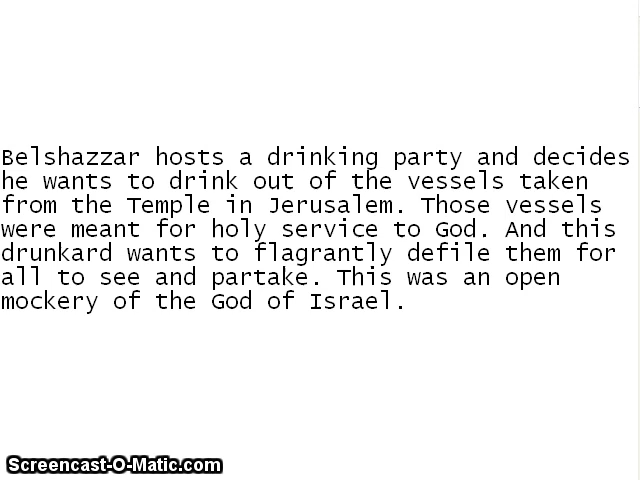 Belshazzar hosts a drinking party and decides
he wants to drink out of the vessels taken
from the Temple in Jerusalem. Those vessels
were meant for holy service to God. And this
drunkard wants to flagrantly defile them for
all to see and partake. This was an open
mockery of the God of Israel.
Screencast-O-Matic.com